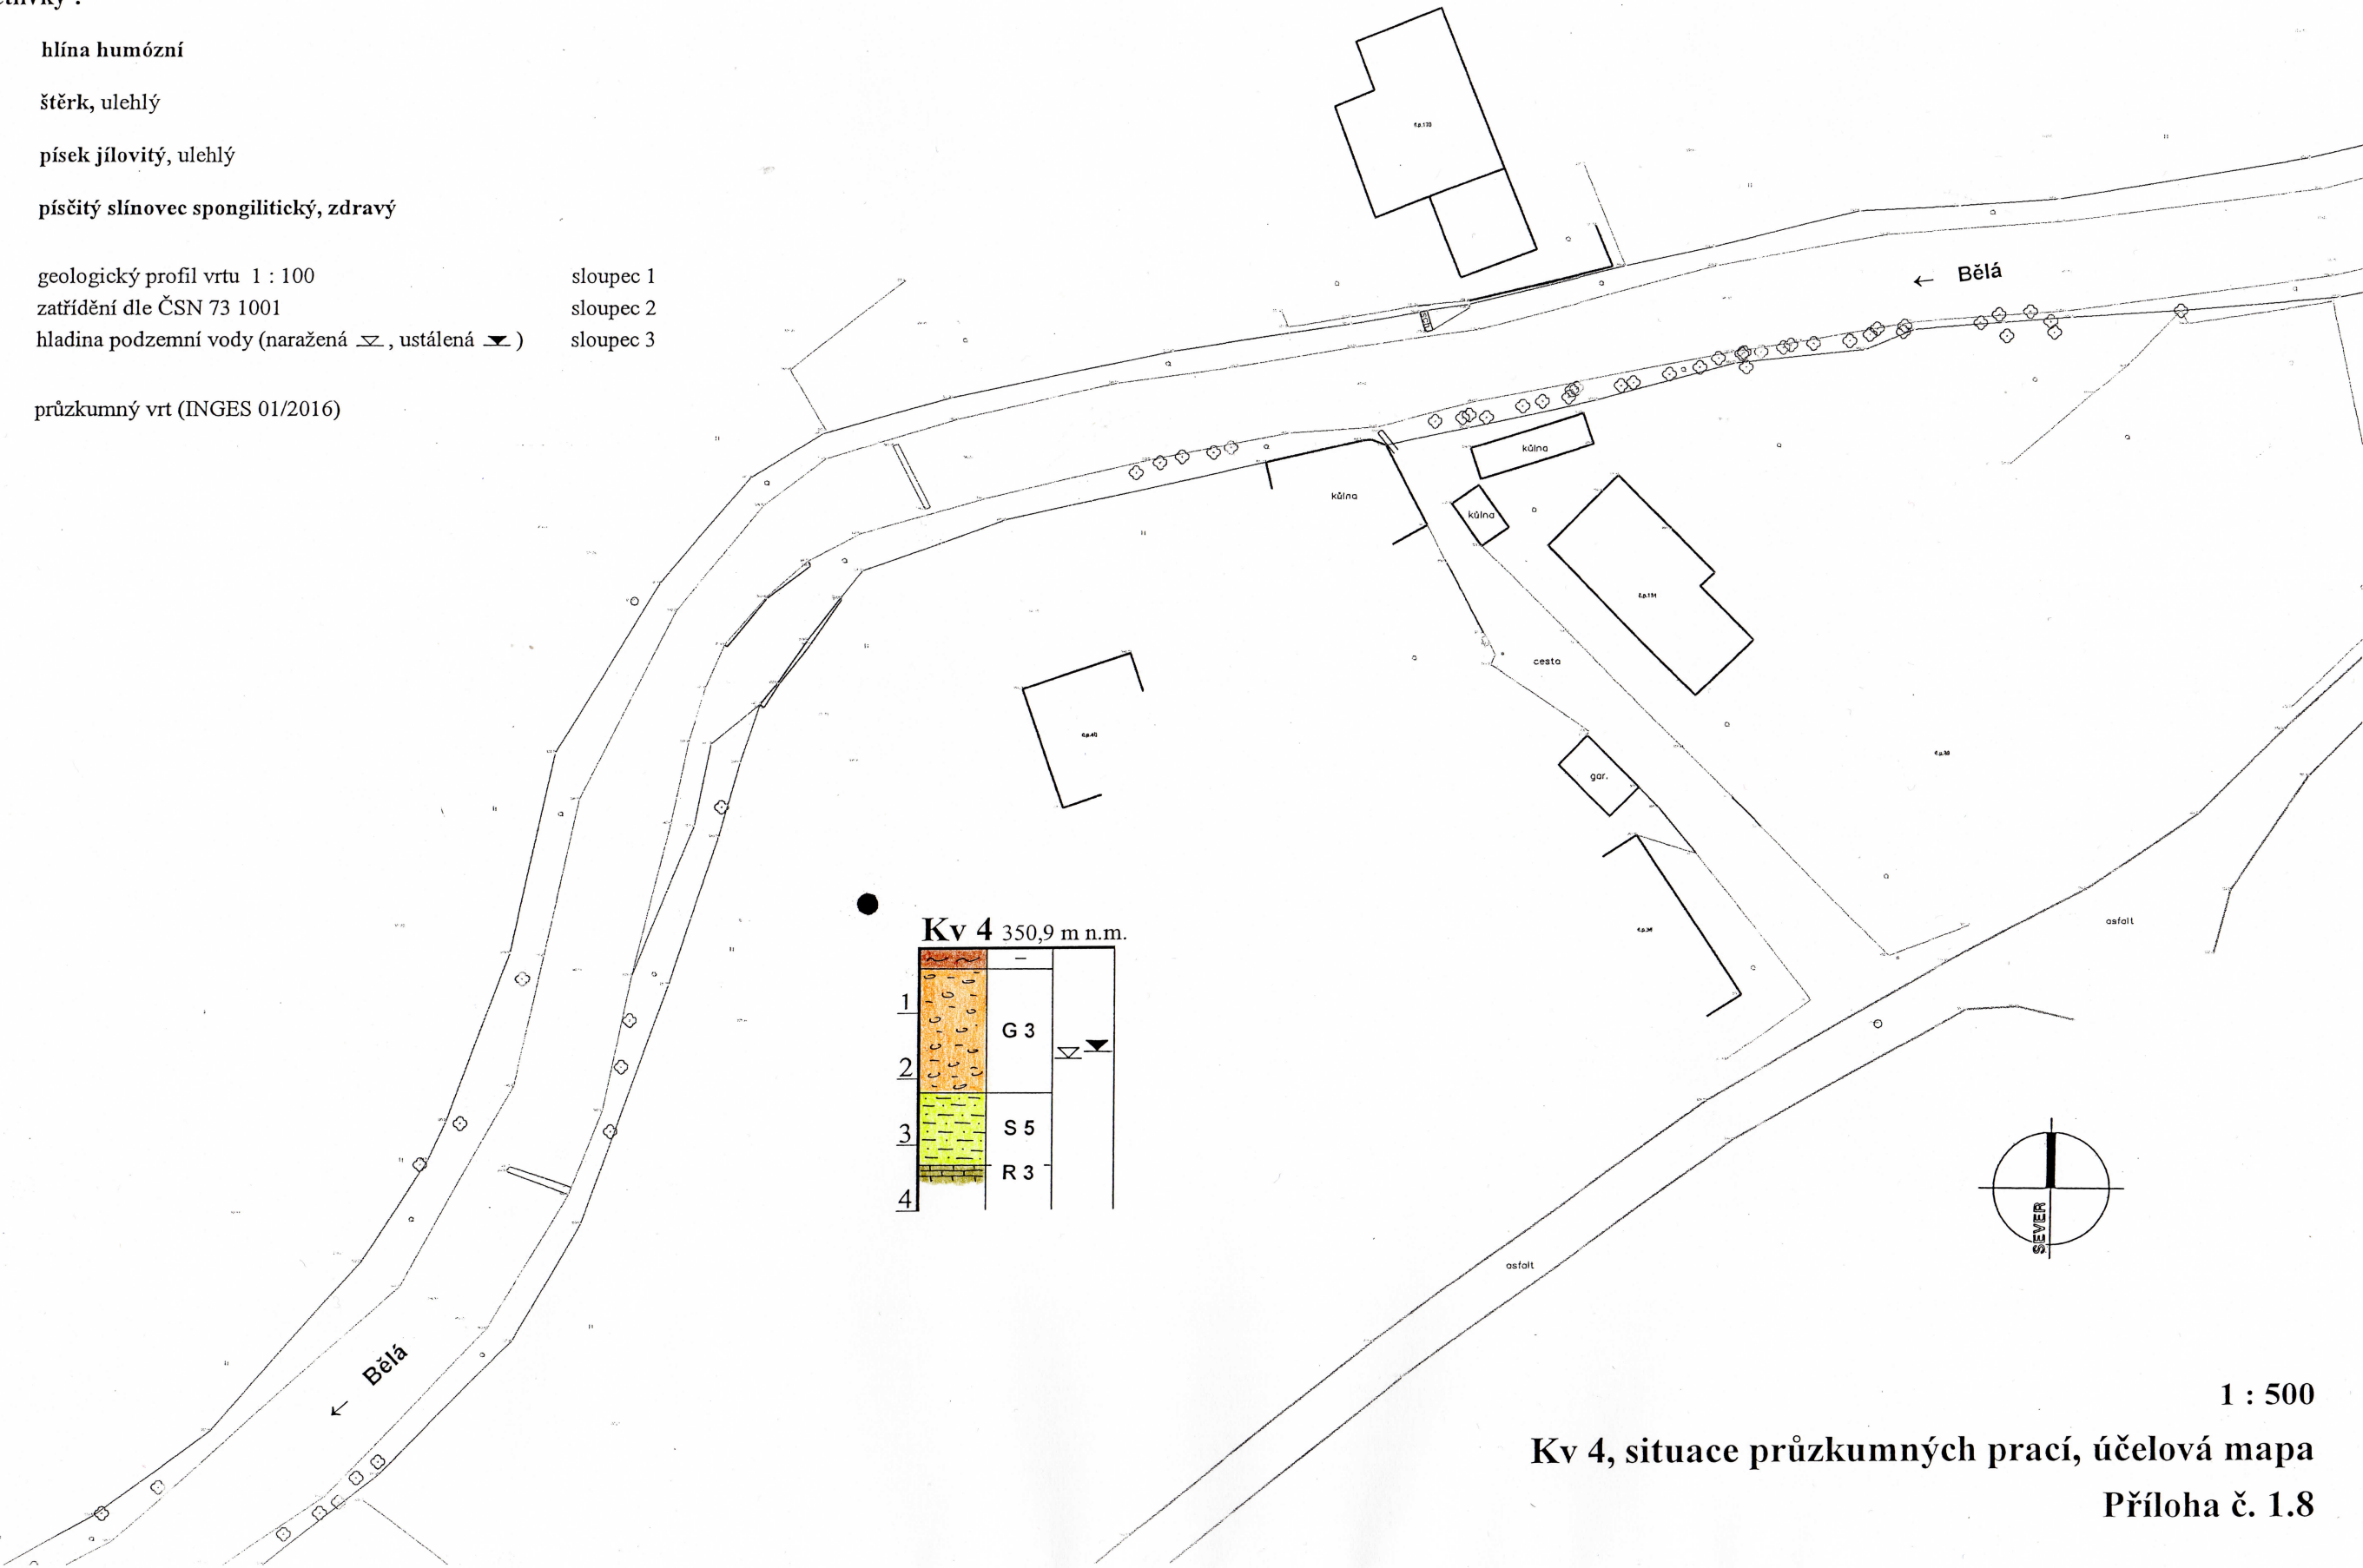 hlína humózní
štěrk, ulehlý
písek jílovitý, ulehlý
písčitý slínovec spongilitický, zdravý
geologický profil vrtu 1 : 100 sloupec 1
zatřídění dle ČSN 73 1001 sloupec 2
hladina podzemní vody (naražená , ustálená ) sloupec 3
průzkumný vrt (INGES 01/2016)
← Bělá
kůlna
kůlna
kůlna
cesta
gar.
asfalt
Kv 4 350,9 m n.m.
–
1
G 3
2
3
S 5
R 3
4
SEVER
asfalt
← Bělá
1 : 500
Kv 4, situace průzkumných prací, účelová mapa
Příloha č. 1.8